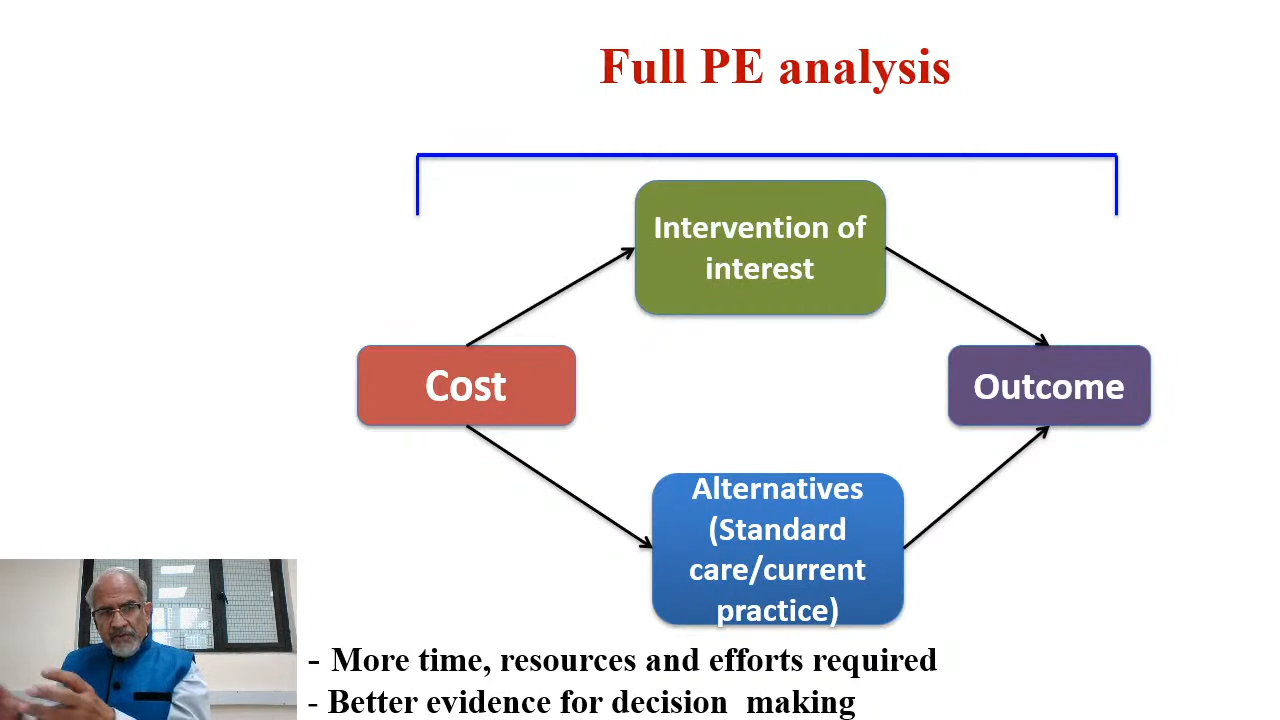 Full PE analysis
Intervention of
interest
Cost
Outcome
Alternatives
(Standard
care/current
practice)
- More time, resources and efforts required
- Better evidence for decision  making